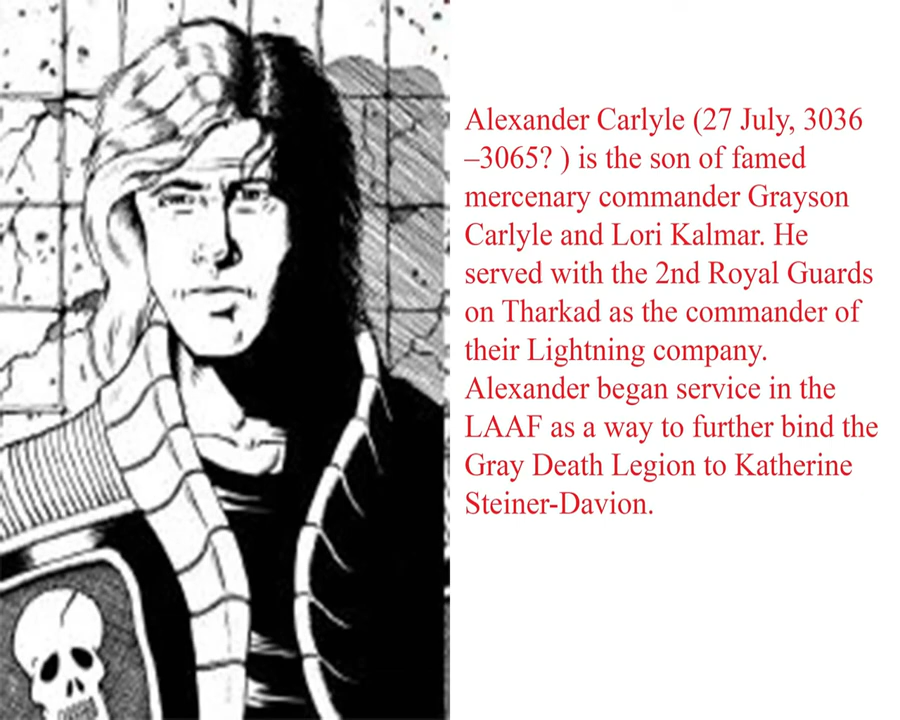 Alexander Carlyle (27 July, 3036
–3065? ) is the son of famed
mercenary commander Grayson
Carlyle and Lori Kalmar. He
served with the 2nd Royal Guards
on Tharkad as the commander of
their Lightning company.
Alexander began service in the
LAAF as a way to further bind the
Gray Death Legion to Katherine
Steiner-Davion.